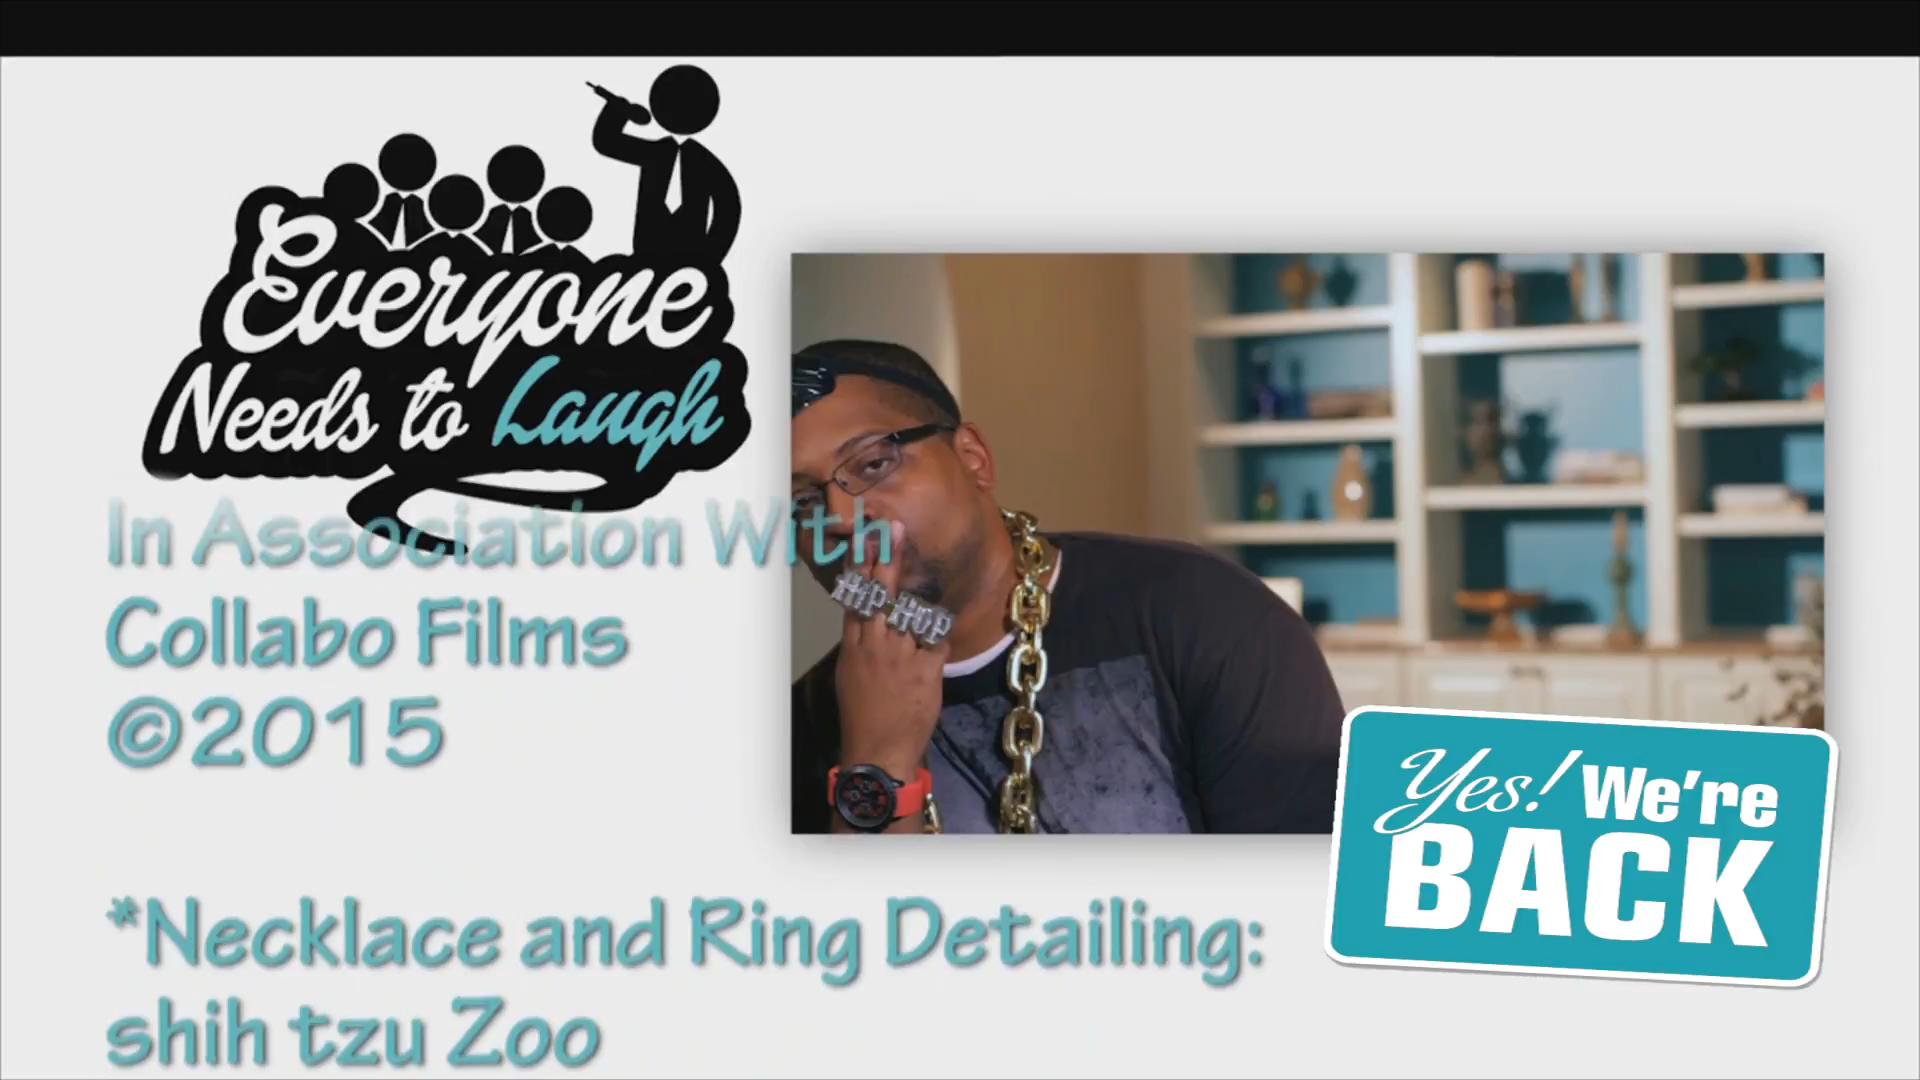 Everyone
Needs to Laugh
In Association With
Collabo Films
©2015
HIP HOP
Yes! We're
BACK
*Necklace and Ring Detailing:
shih tzu Zoo